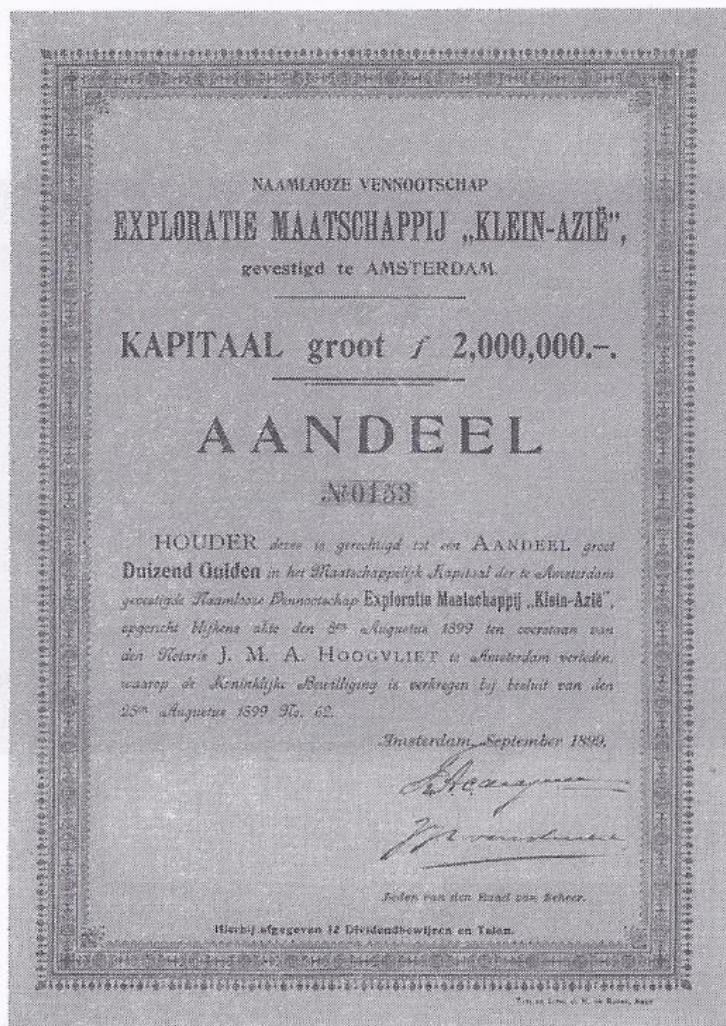 NAAMLOOZE VENNOOTSCHAP
EXPLORATIE MAATSCHAPPIJ „KLEIN-AZIË”,
gevestigd te AMSTERDAM.
KAPITAAL groot f 2,000,000.-.
AANDEEL
No 0153
HOUDER dezes is gerechtigd tot een AANDEEL groot
Duizend Gulden in het Maatschappelijk Kapitaal der te Amsterdam
gevestigde Naamlooze Vennootschap Exploratie Maatschappij „Klein-Azië”,
opgericht blijkens akte den 8sten Augustus 1899 ten overstaan van
den Notaris J. M. A. HOOGVLIET te Amsterdam verleden,
waarop de Koninklijke Bewilliging is verkregen bij besluit van den
25sten Augustus 1899 No. 62.
Amsterdam, September 1899.
Leden van den Raad van Beheer.
Hierbij afgegeven 12 Dividendbewijzen en Talon.